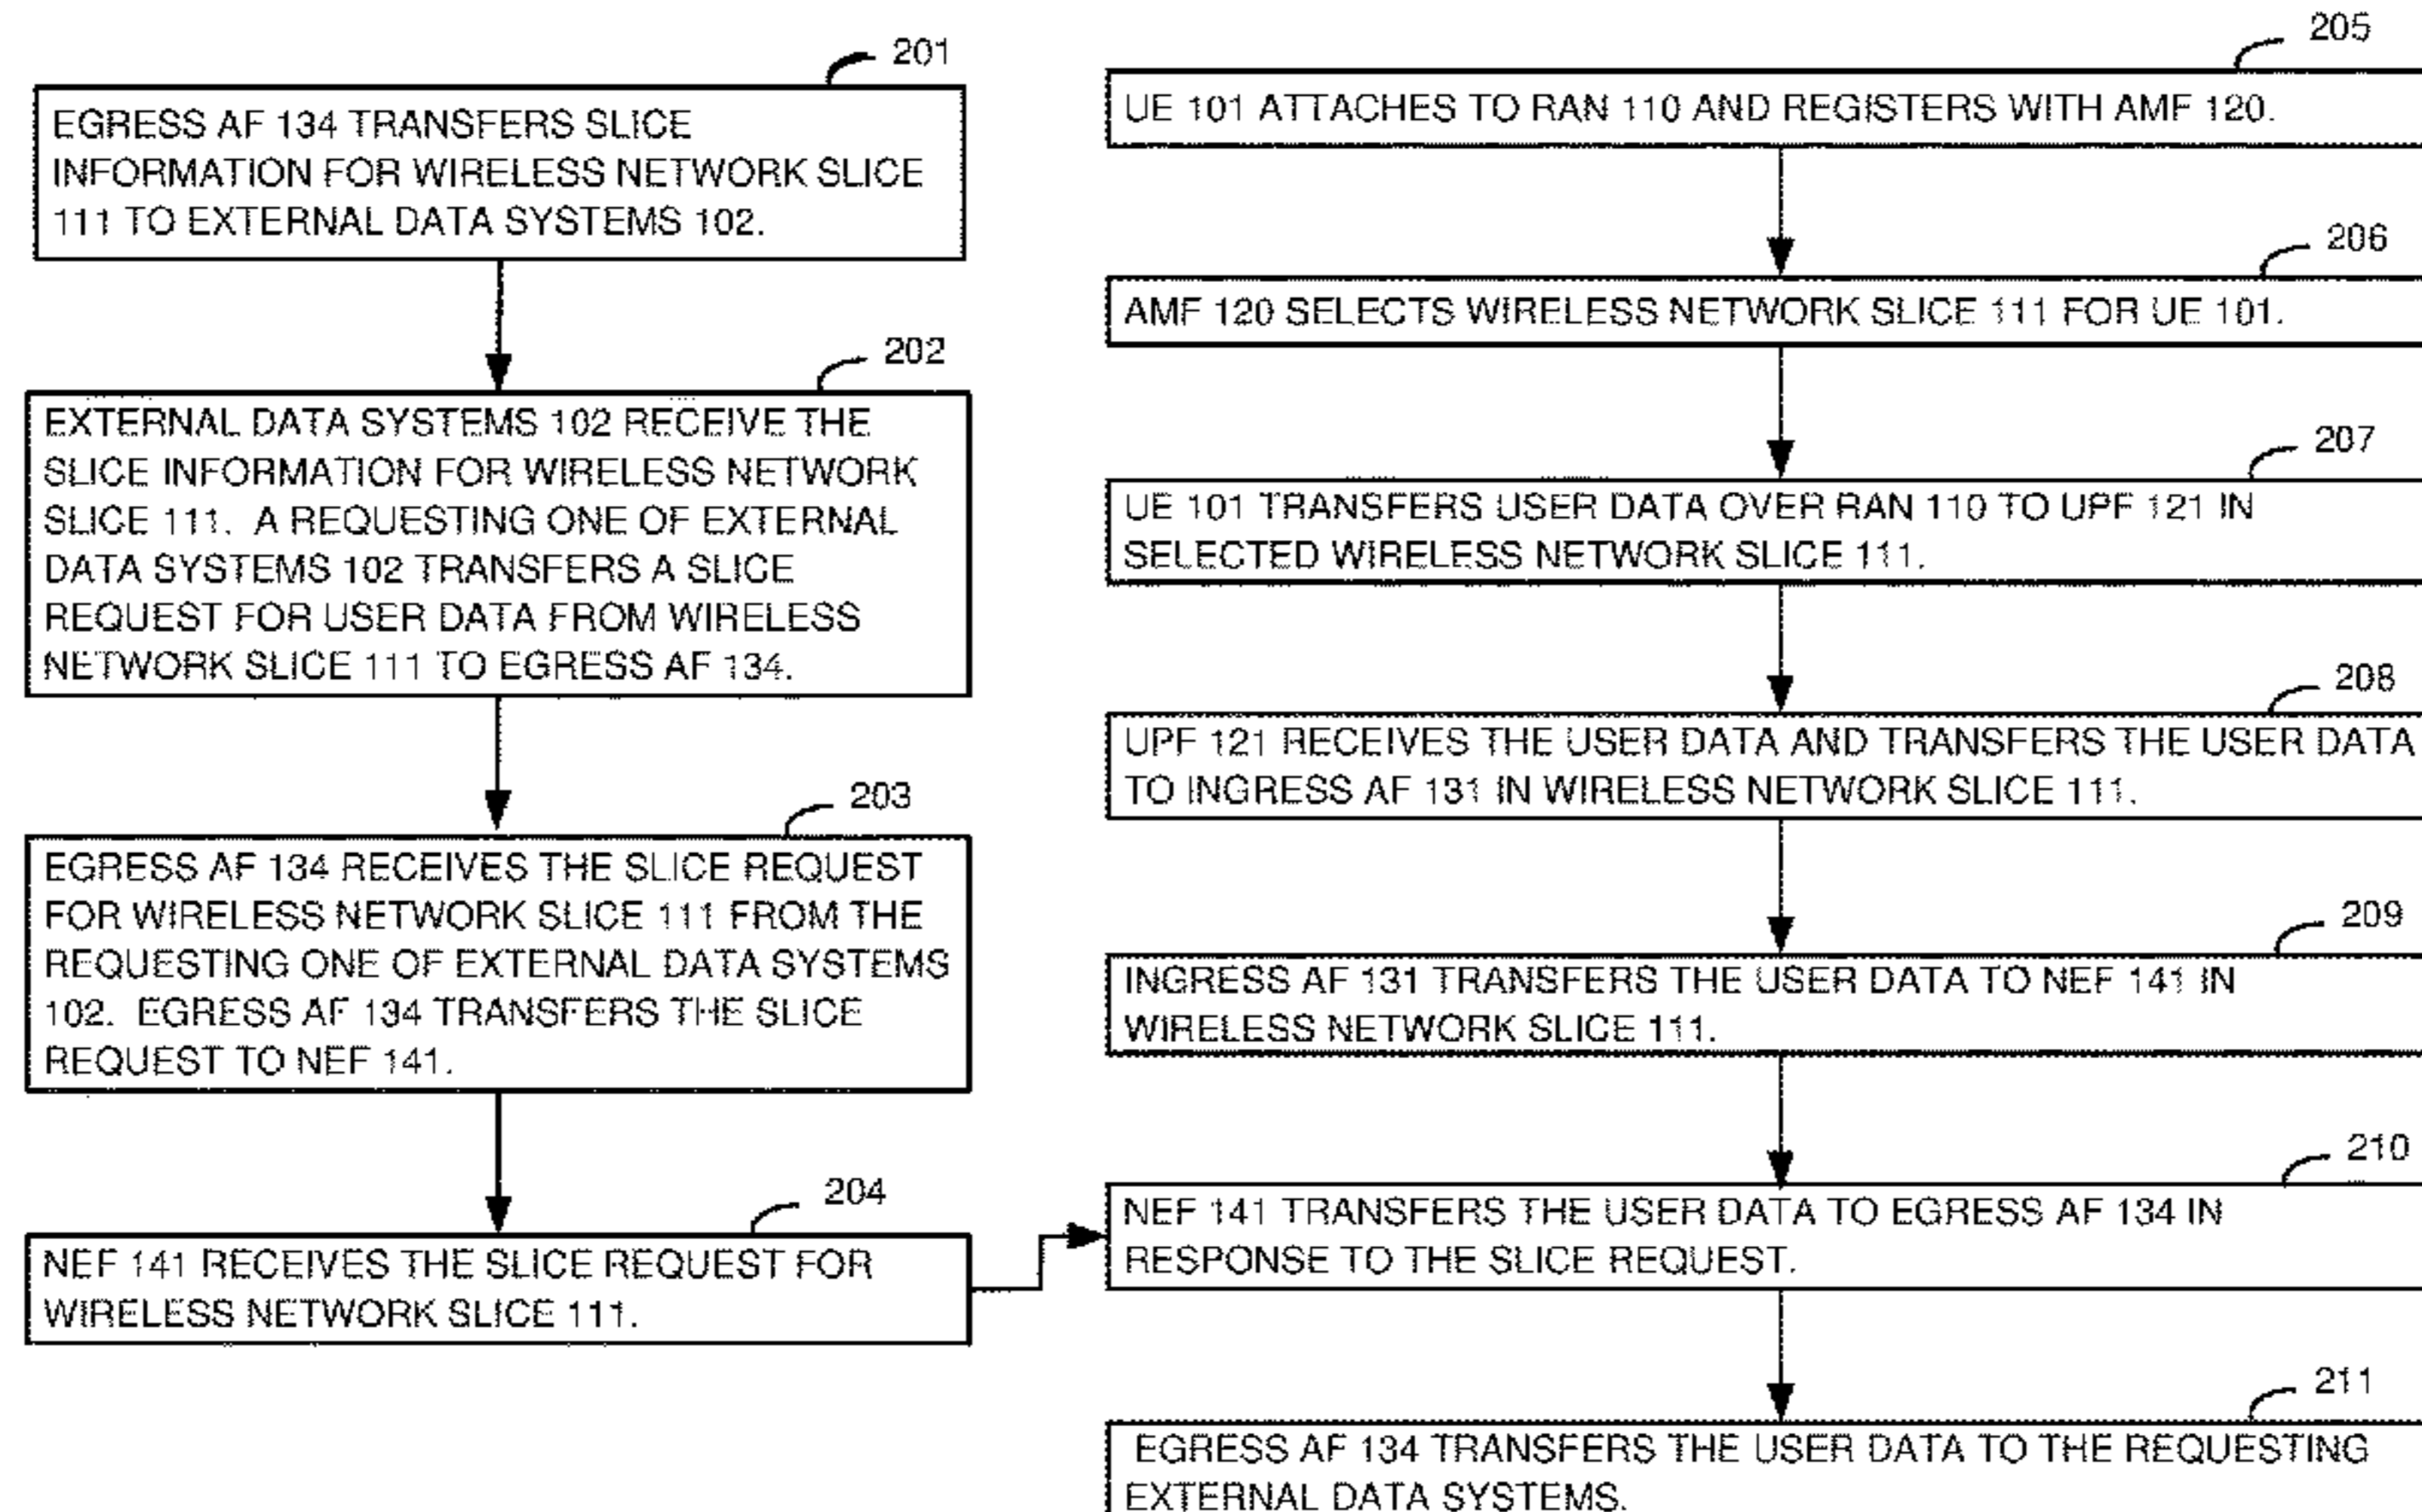 201
EGRESS AF 134 TRANSFERS SLICE
INFORMATION FOR WIRELESS NETWORK SLICE
111 TO EXTERNAL DATA SYSTEMS 102.
202
EXTERNAL DATA SYSTEMS 102 RECEIVE THE
SLICE INFORMATION FOR WIRELESS NETWORK
SLICE 111. A REQUESTING ONE OF EXTERNAL
DATA SYSTEMS 102 TRANSFERS A SLICE
REQUEST FOR USER DATA FROM WIRELESS
NETWORK SLICE 111 TO EGRESS AF 134.
203
EGRESS AF 134 RECEIVES THE SLICE REQUEST
FOR WIRELESS NETWORK SLICE 111 FROM THE
REQUESTING ONE OF EXTERNAL DATA SYSTEMS
102. EGRESS AF 134 TRANSFERS THE SLICE
REQUEST TO NEF 141.
204
NEF 141 RECEIVES THE SLICE REQUEST FOR
WIRELESS NETWORK SLICE 111.
205
UE 101 ATTACHES TO RAN 110 AND REGISTERS WITH AMF 120.
206
AMF 120 SELECTS WIRELESS NETWORK SLICE 111 FOR UE 101.
207
UE 101 TRANSFERS USER DATA OVER RAN 110 TO UPF 121 IN
SELECTED WIRELESS NETWORK SLICE 111.
208
UPF 121 RECEIVES THE USER DATA AND TRANSFERS THE USER DATA
TO INGRESS AF 131 IN WIRELESS NETWORK SLICE 111.
209
INGRESS AF 131 TRANSFERS THE USER DATA TO NEF 141 IN
WIRELESS NETWORK SLICE 111.
210
NEF 141 TRANSFERS THE USER DATA TO EGRESS AF 134 IN
RESPONSE TO THE SLICE REQUEST.
211
EGRESS AF 134 TRANSFERS THE USER DATA TO THE REQUESTING
EXTERNAL DATA SYSTEMS.